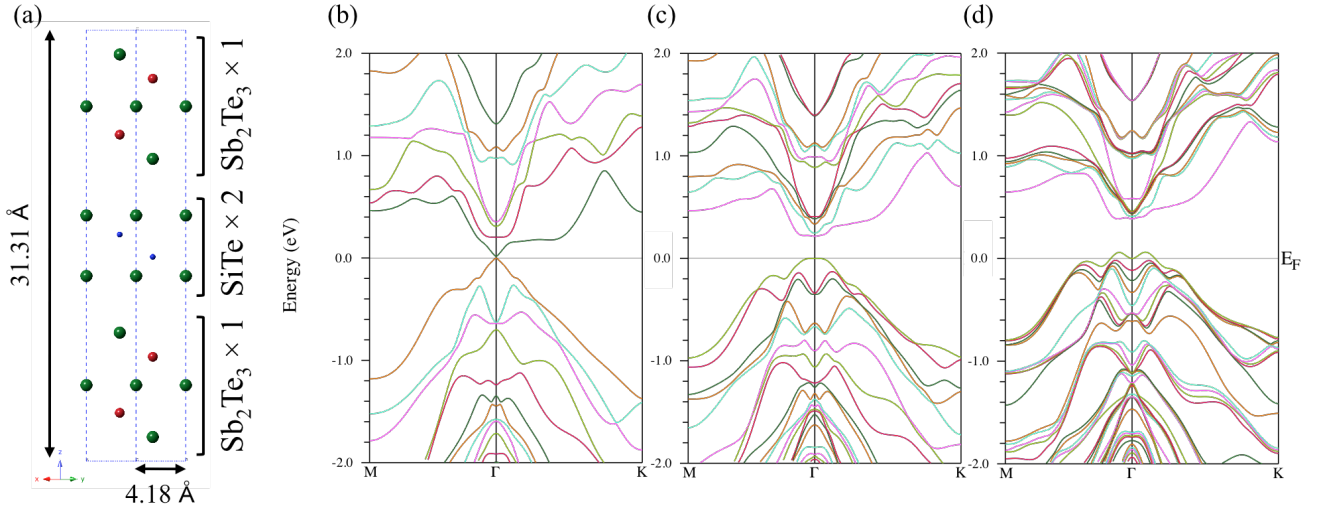 (a)
(b)
(c)
(d)
31.31 Å
4.18 Å
Sb₂Te₃ × 1
SiTe × 2
Sb₂Te₃ × 1
z
x
y
Energy (eV)
2.0
1.0
0.0
-1.0
-2.0
M
Γ
K
2.0
1.0
0.0
-1.0
-2.0
M
Γ
K
2.0
1.0
0.0
-1.0
-2.0
M
Γ
K
E_F